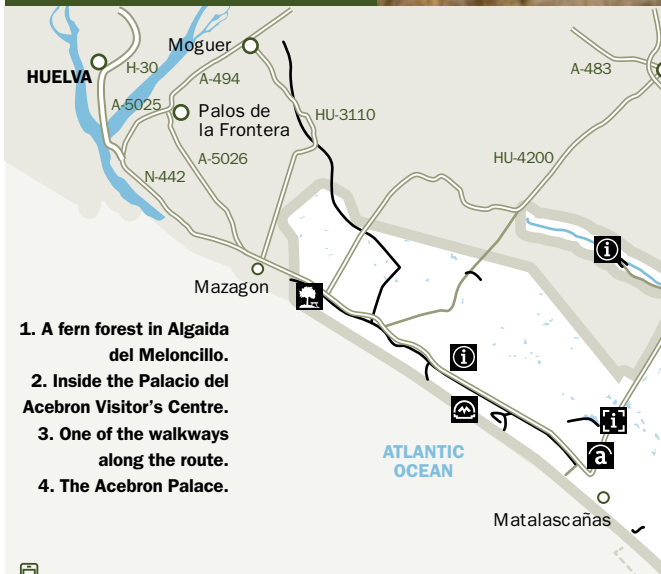 Moguer
HUELVA
H-30
A-494
A-483
A-5025
Palos de
la Frontera
HU-3110
A-5026
HU-4200
N-442
Mazagon
1. A fern forest in Algaida
del Meloncillo.
2. Inside the Palacio del
Acebron Visitor's Centre.
3. One of the walkways
along the route.
4. The Acebron Palace.
ATLANTIC
OCEAN
i
i
i
a
Matalascañas